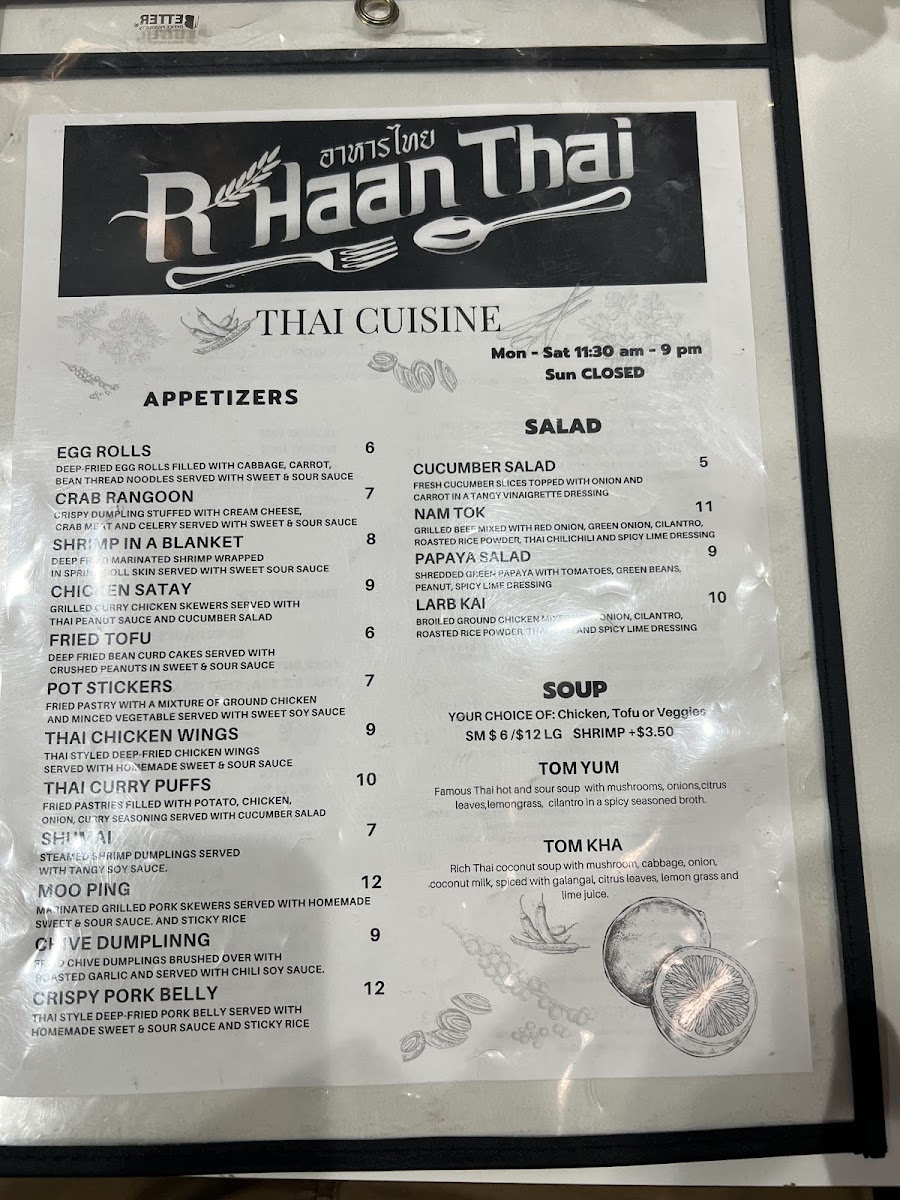 BETTER
อาหารไทย
R Haan Thai
THAI CUISINE
Mon - Sat 11:30 am - 9 pm
Sun CLOSED
APPETIZERS
EGG ROLLS 6
DEEP-FRIED EGG ROLLS FILLED WITH CABBAGE, CARROT,
BEAN THREAD NOODLES SERVED WITH SWEET & SOUR SAUCE
CRAB RANGOON 7
CRISPY DUMPLING STUFFED WITH CREAM CHEESE,
CRAB MEAT AND CELERY SERVED WITH SWEET & SOUR SAUCE
SHRIMP IN A BLANKET 8
DEEP FRIED MARINATED SHRIMP WRAPPED
IN SPRING ROLL SKIN SERVED WITH SWEET SOUR SAUCE
CHICKEN SATAY 9
GRILLED CURRY CHICKEN SKEWERS SERVED WITH
THAI PEANUT SAUCE AND CUCUMBER SALAD
FRIED TOFU 6
DEEP FRIED BEAN CURD CAKES SERVED WITH
CRUSHED PEANUTS IN SWEET & SOUR SAUCE
POT STICKERS 7
FRIED PASTRY WITH A MIXTURE OF GROUND CHICKEN
AND MINCED VEGETABLE SERVED WITH SWEET SOY SAUCE
THAI CHICKEN WINGS 9
THAI STYLED DEEP-FRIED CHICKEN WINGS
SERVED WITH HOMEMADE SWEET & SOUR SAUCE
THAI CURRY PUFFS 10
FRIED PASTRIES FILLED WITH POTATO, CHICKEN,
ONION, CURRY SEASONING SERVED WITH CUCUMBER SALAD
SHUMAI 7
STEAMED SHRIMP DUMPLINGS SERVED
WITH TANGY SOY SAUCE.
MOO PING 12
MARINATED GRILLED PORK SKEWERS SERVED WITH HOMEMADE
SWEET & SOUR SAUCE. AND STICKY RICE
CHIVE DUMPLINNG 9
FRIED CHIVE DUMPLINGS BRUSHED OVER WITH
ROASTED GARLIC AND SERVED WITH CHILI SOY SAUCE.
CRISPY PORK BELLY 12
THAI STYLE DEEP-FRIED PORK BELLY SERVED WITH
HOMEMADE SWEET & SOUR SAUCE AND STICKY RICE
SALAD
CUCUMBER SALAD 5
FRESH CUCUMBER SLICES TOPPED WITH ONION AND
CARROT IN A TANGY VINAIGRETTE DRESSING
NAM TOK 11
GRILLED BEEF MIXED WITH RED ONION, GREEN ONION, CILANTRO,
ROASTED RICE POWDER, THAI CHILICHILI AND SPICY LIME DRESSING
PAPAYA SALAD 9
SHREDDED GREEN PAPAYA WITH TOMATOES, GREEN BEANS,
PEANUT, SPICY LIME DRESSING
LARB KAI 10
BROILED GROUND CHICKEN MIXED ONION, CILANTRO,
ROASTED RICE POWDER, THAI AND SPICY LIME DRESSING
SOUP
YOUR CHOICE OF: Chicken, Tofu or Veggies
SM $ 6 /$12 LG SHRIMP +$3.50
TOM YUM
Famous Thai hot and sour soup with mushrooms, onions,citrus
leaves,lemongrass, cilantro in a spicy seasoned broth.
TOM KHA
Rich Thai coconut soup with mushroom, cabbage, onion,
coconut milk, spiced with galangal, citrus leaves, lemon grass and
lime juice.